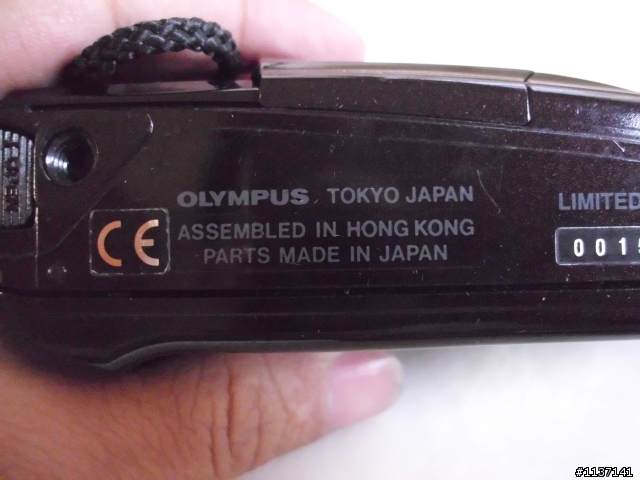 OLYMPUS TOKYO JAPAN
ASSEMBLED IN HONG KONG
PARTS MADE IN JAPAN
CE
LIMITED
001
#1137141